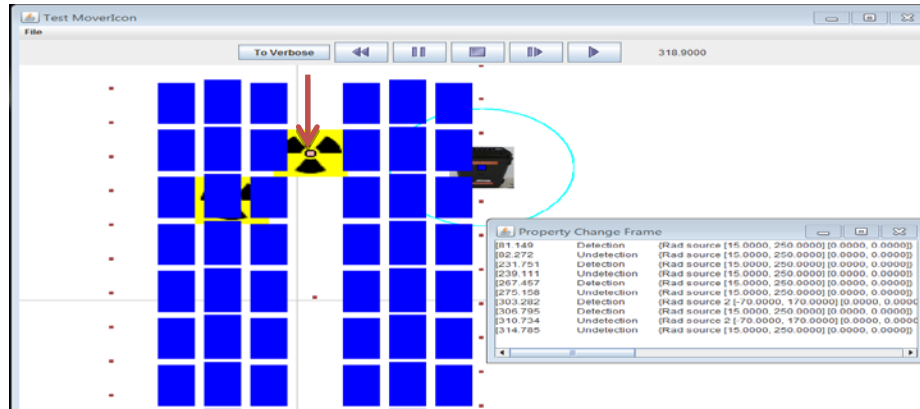 Test MoverIcon
File
To Verbose 318.9000
Property Change Frame
[81.149 Detection {Rad source [15.0000, 250.0000] [0.0000, 0.0000]}
[82.272 Undetection {Rad source [15.0000, 250.0000] [0.0000, 0.0000]}
[231.751 Detection {Rad source [15.0000, 250.0000] [0.0000, 0.0000]}
[239.111 Undetection {Rad source [15.0000, 250.0000] [0.0000, 0.0000]}
[267.457 Detection {Rad source [15.0000, 250.0000] [0.0000, 0.0000]}
[275.158 Undetection {Rad source [15.0000, 250.0000] [0.0000, 0.0000]}
[303.282 Detection {Rad source 2 [-70.0000, 170.0000] [0.0000, 0.000
[306.795 Detection {Rad source [15.0000, 250.0000] [0.0000, 0.0000]}
[310.734 Undetection {Rad source 2 [-70.0000, 170.0000] [0.0000, 0.000
[314.785 Undetection {Rad source [15.0000, 250.0000] [0.0000, 0.0000]}